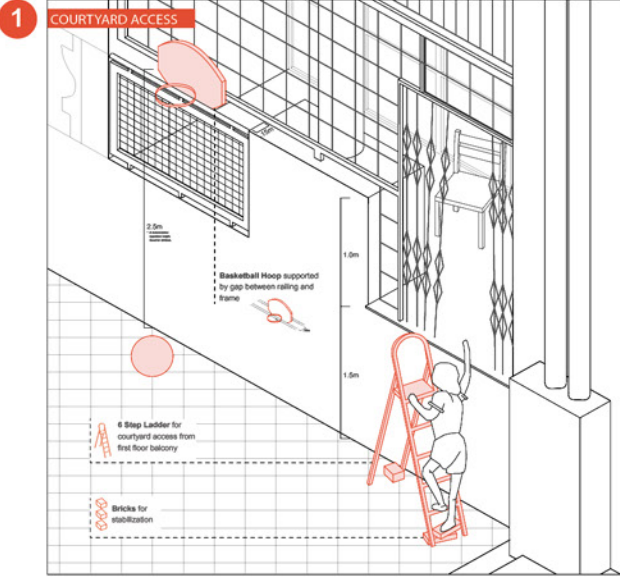 1
COURTYARD ACCESS
2.5m
1.0m
Basketball Hoop supported
by gap between railing and
frame
1.5m
6 Step Ladder for
courtyard access from
first floor balcony
Bricks for
stabilization